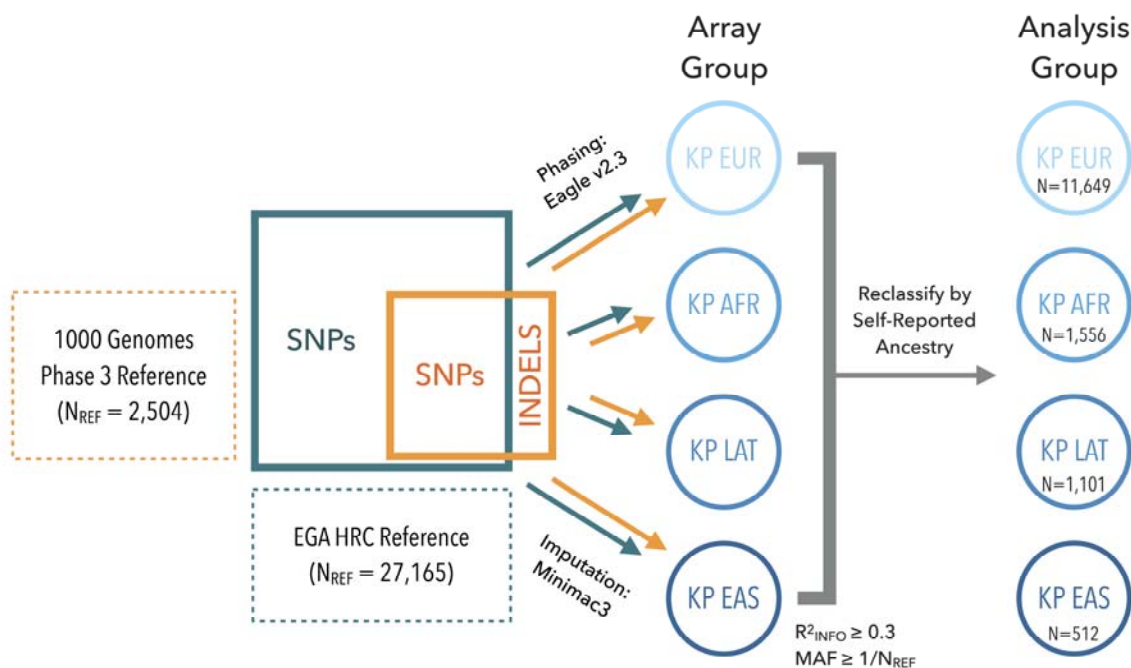 Array
Group
Analysis
Group
Phasing:
Eagle v2.3
KP EUR
KP EUR
N=11,649
1000 Genomes
Phase 3 Reference
(NREF = 2,504)
SNPs
SNPs
INDELS
KP AFR
Reclassify by
Self-Reported
Ancestry
KP AFR
N=1,556
KP LAT
KP LAT
N=1,101
EGA HRC Reference
(NREF = 27,165)
Imputation:
Minimac3
KP EAS
KP EAS
N=512
R²INFO ≥ 0.3
MAF ≥ 1/NREF